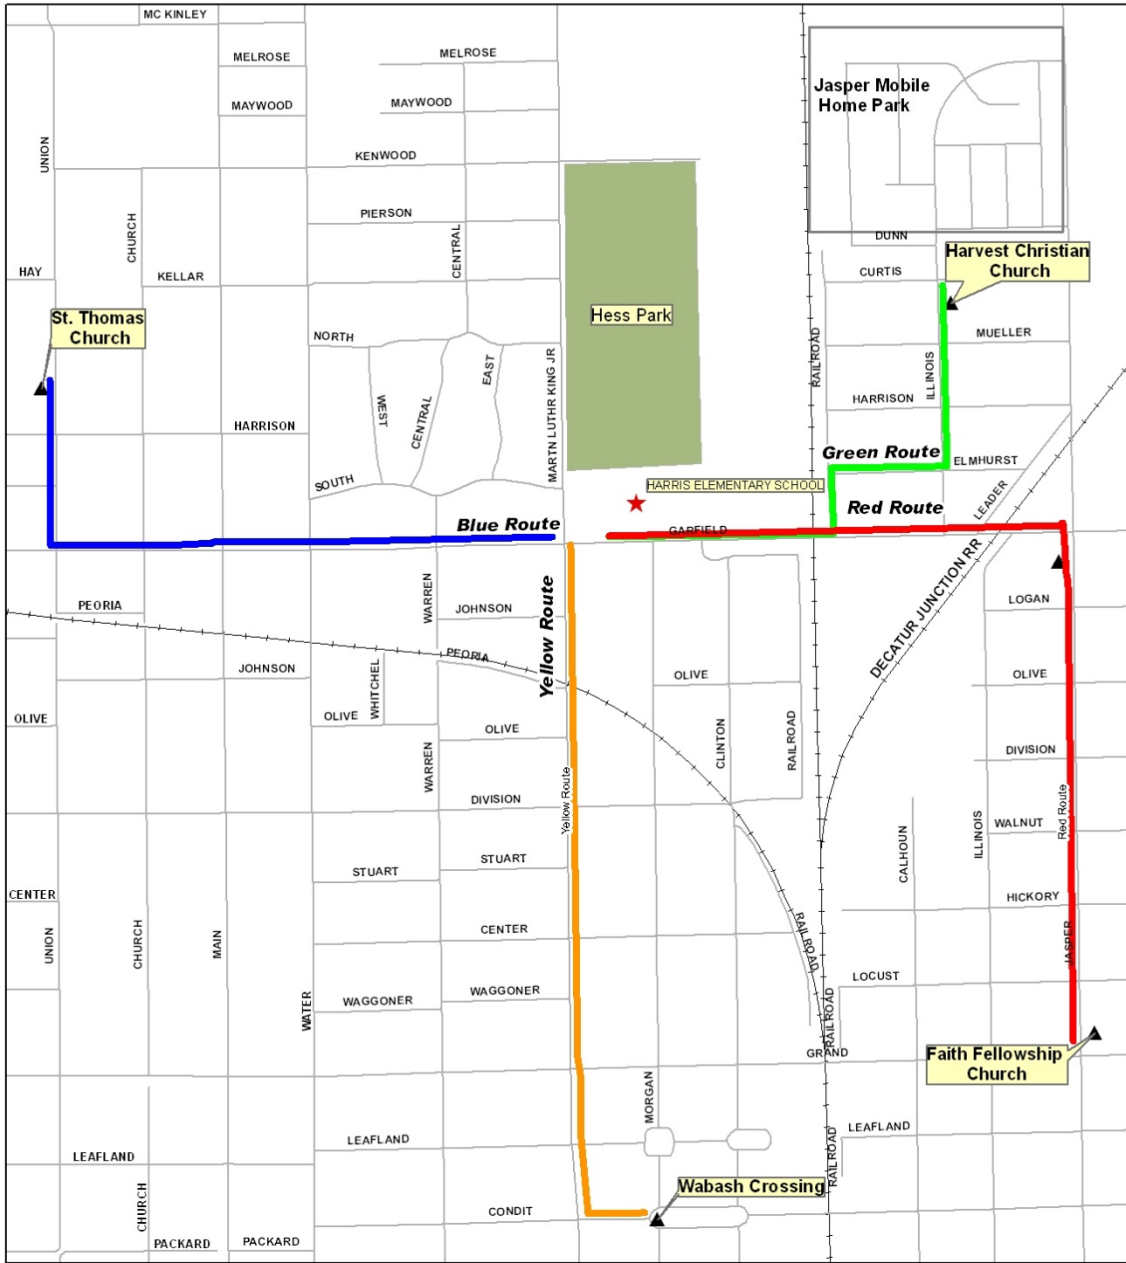 MC KINLEY
MELROSE
MELROSE
MAYWOOD
MAYWOOD
Jasper Mobile
Home Park
UNION
KENWOOD
PIERSON
CHURCH
CENTRAL
DUNN
HAY
KELLAR
CURTIS
Harvest Christian
Church
St. Thomas
Church
Hess Park
NORTH
MUELLER
RAILROAD
ILLINOIS
EAST
WEST
CENTRAL
MARTN LUTHR KING JR
HARRISON
HARRISON
Green Route
ELMHURST
SOUTH
HARRIS ELEMENTARY SCHOOL
LEADER
Red Route
Blue Route
GARFIELD
DECATUR JUNCTION RR
Yellow Route
PEORIA
WARREN
JOHNSON
LOGAN
PEORIA
JOHNSON
WHITCHEL
OLIVE
OLIVE
OLIVE
OLIVE
OLIVE
CLINTON
RAILROAD
WARREN
DIVISION
DIVISION
Yellow Route
Red Route
WALNUT
ILLINOIS
CALHOUN
STUART
STUART
CENTER
HICKORY
UNION
CHURCH
MAIN
CENTER
RAILROAD
JASPER
LOCUST
WAGGONER
WAGGONER
WATER
RAILROAD
GRAND
Faith Fellowship
Church
MORGAN
LEAFLAND
LEAFLAND
LEAFLAND
RAILROAD
Wabash Crossing
CHURCH
CONDIT
PACKARD
PACKARD